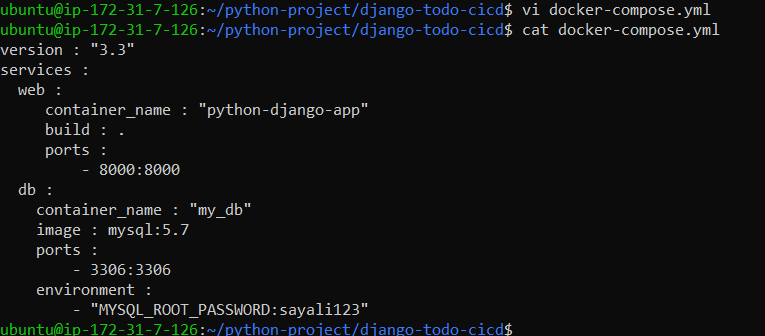 ubuntu@ip-172-31-7-126:~/python-project/django-todo-cicd$ vi docker-compose.yml
ubuntu@ip-172-31-7-126:~/python-project/django-todo-cicd$ cat docker-compose.yml
version : "3.3"
services :
  web :
     container_name : "python-django-app"
     build : .
     ports :
         - 8000:8000
  db :
    container_name : "my_db"
    image : mysql:5.7
    ports :
        - 3306:3306
    environment :
        - "MYSQL_ROOT_PASSWORD:sayali123"
ubuntu@ip-172-31-7-126:~/python-project/django-todo-cicd$